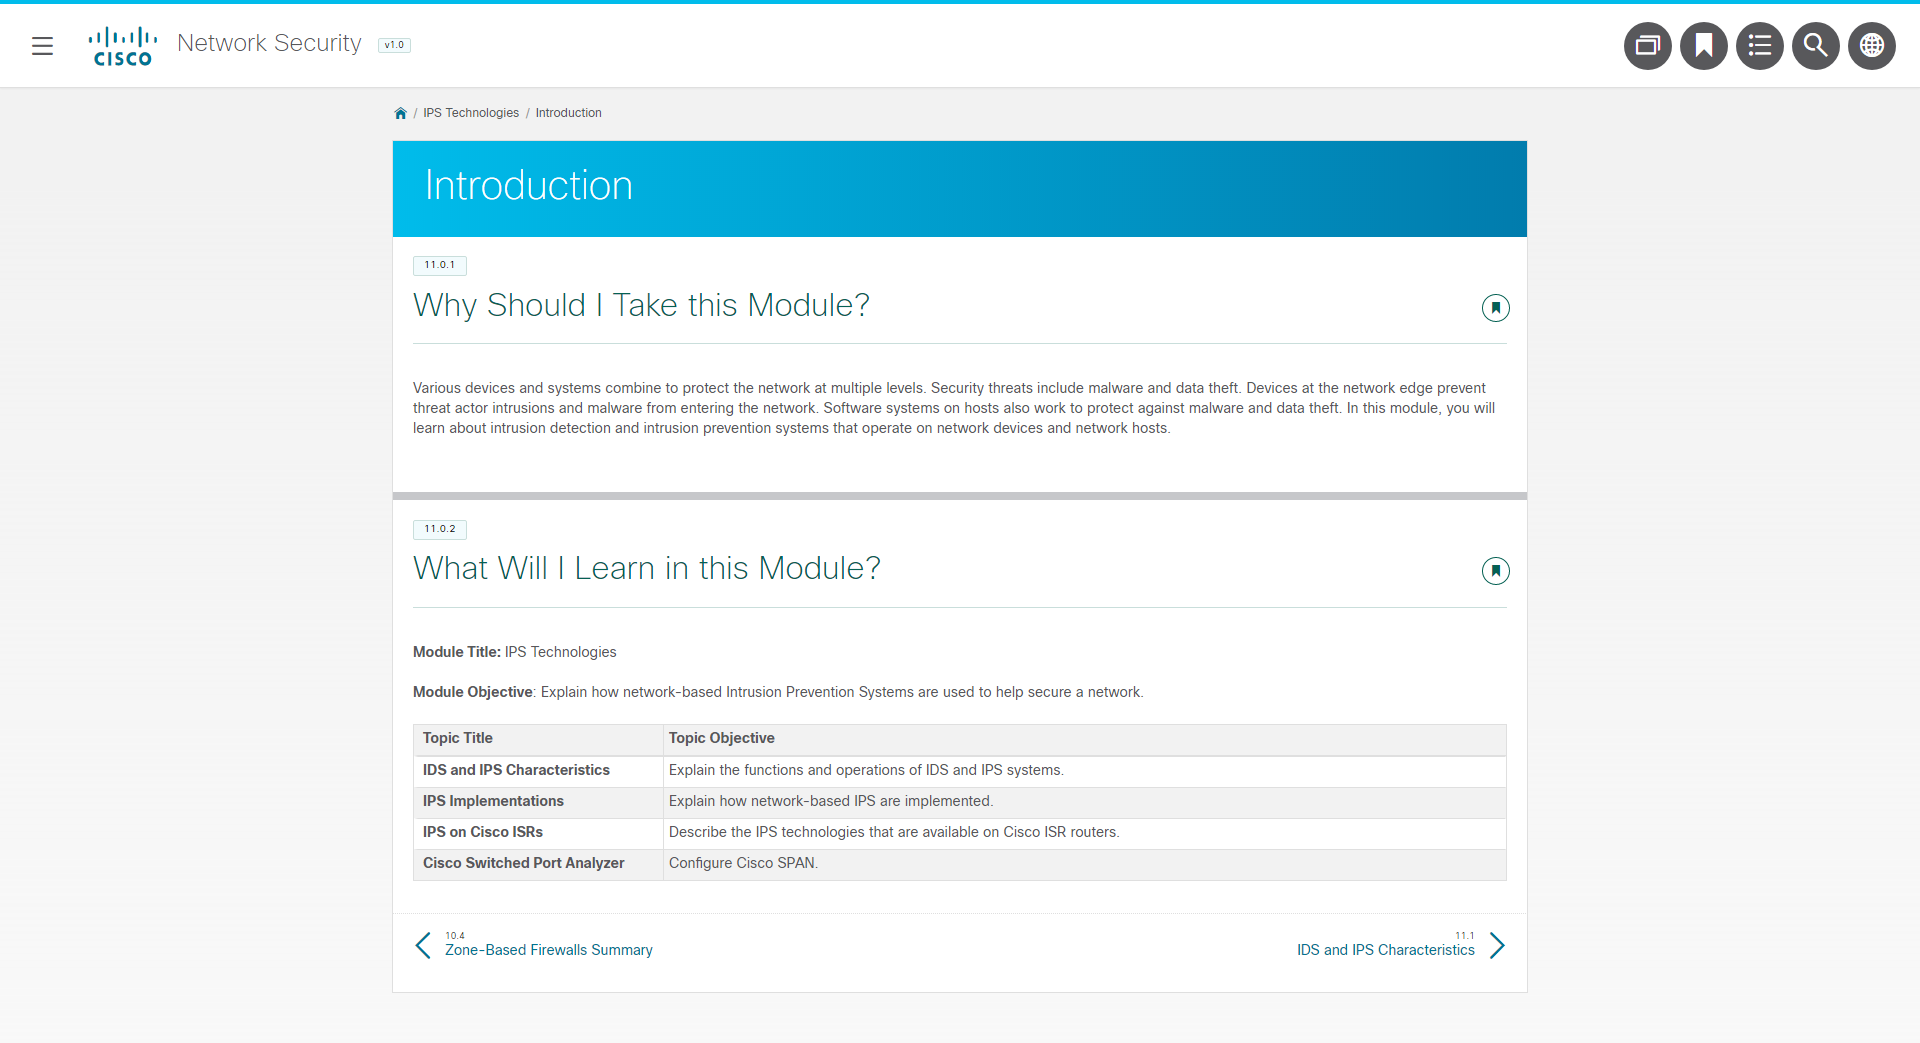 CISCO
Network Security v1.0
/ IPS Technologies / Introduction
Introduction
11.0.1
Why Should I Take this Module?
Various devices and systems combine to protect the network at multiple levels. Security threats include malware and data theft. Devices at the network edge prevent
threat actor intrusions and malware from entering the network. Software systems on hosts also work to protect against malware and data theft. In this module, you will
learn about intrusion detection and intrusion prevention systems that operate on network devices and network hosts.
11.0.2
What Will I Learn in this Module?
Module Title: IPS Technologies
Module Objective: Explain how network-based Intrusion Prevention Systems are used to help secure a network.
Topic Title Topic Objective
IDS and IPS Characteristics Explain the functions and operations of IDS and IPS systems.
IPS Implementations Explain how network-based IPS are implemented.
IPS on Cisco ISRs Describe the IPS technologies that are available on Cisco ISR routers.
Cisco Switched Port Analyzer Configure Cisco SPAN.
10.4
Zone-Based Firewalls Summary
11.1
IDS and IPS Characteristics